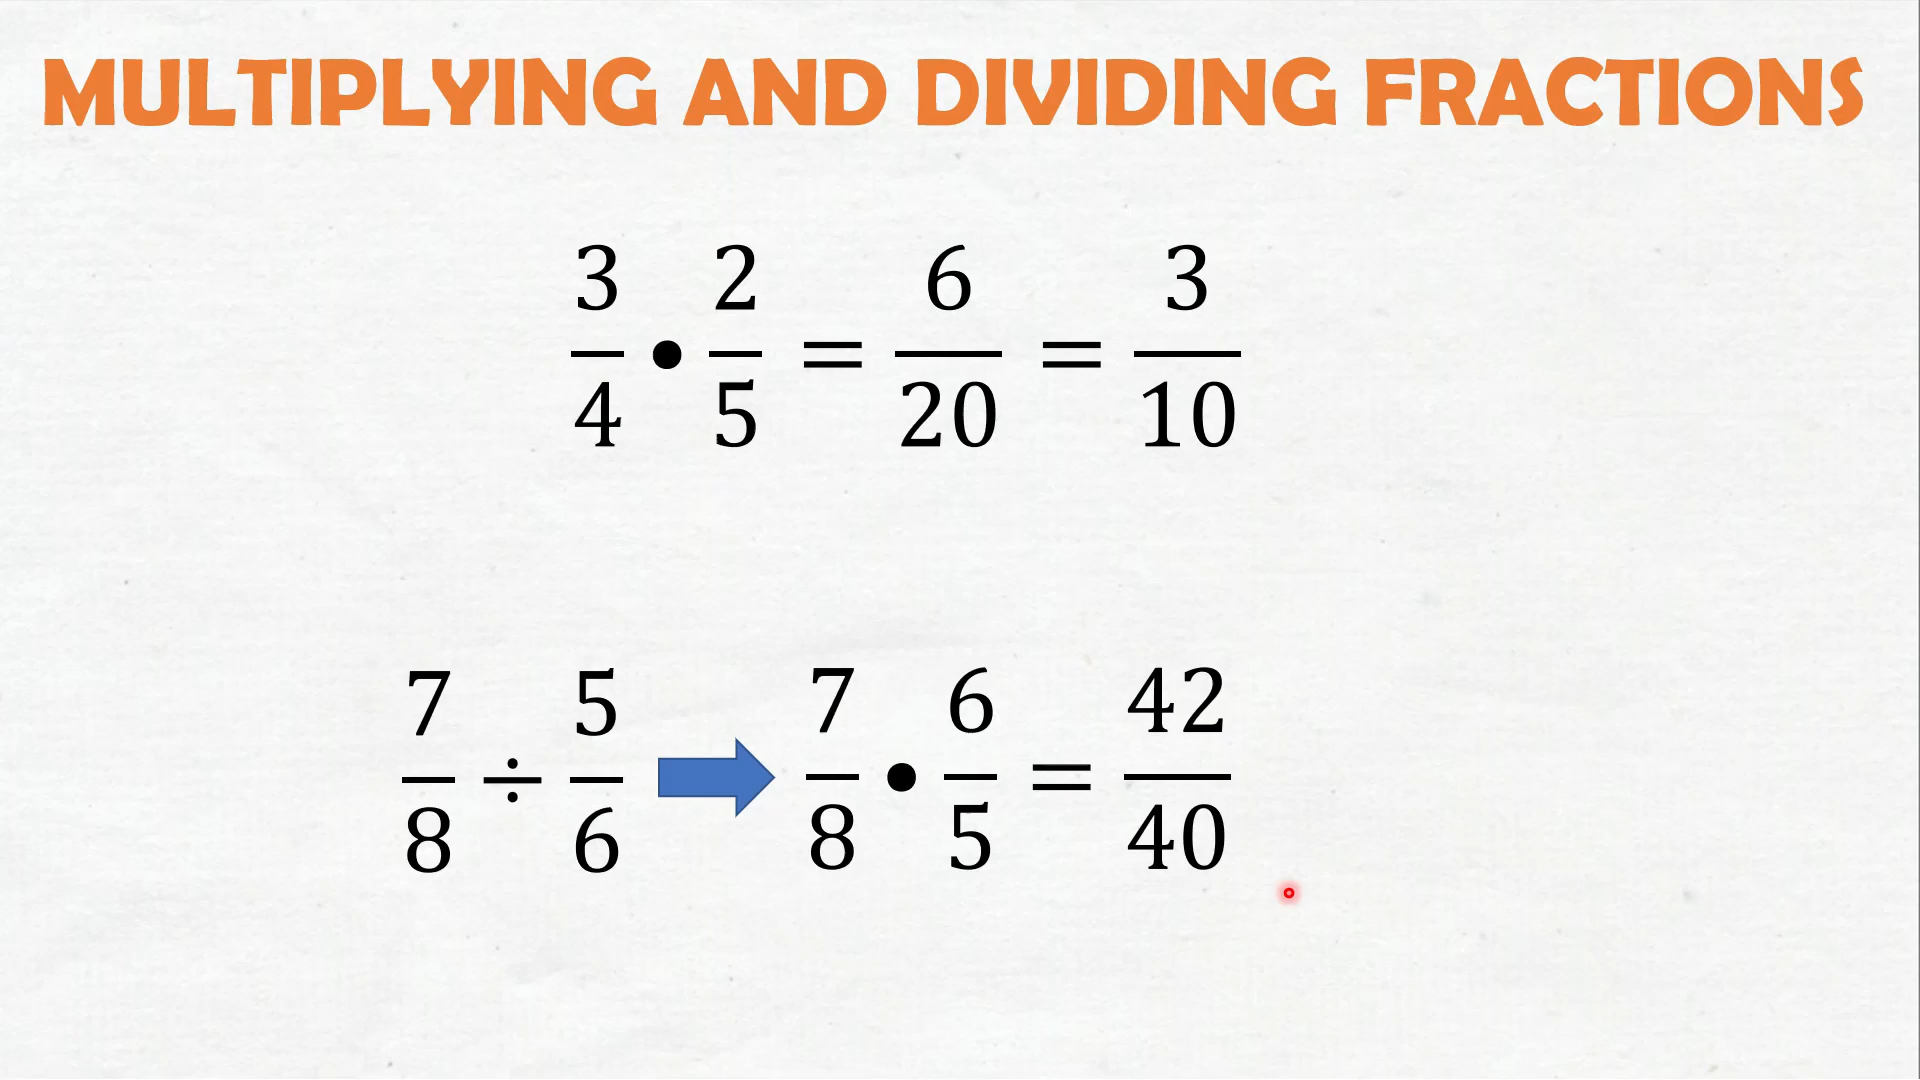 MULTIPLYING AND DIVIDING FRACTIONS
3/4 • 2/5 = 6/20 = 3/10
7/8 ÷ 5/6 7/8 • 6/5 = 42/40